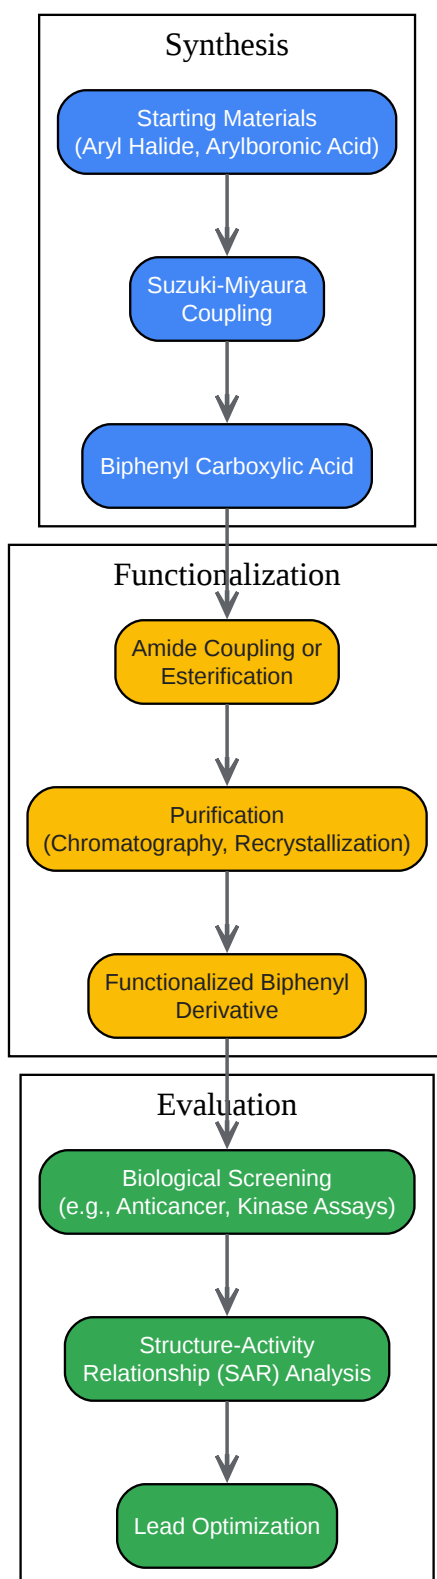 Synthesis
Starting Materials
(Aryl Halide, Arylboronic Acid)
Suzuki-Miyaura
Coupling
Biphenyl Carboxylic Acid
Functionalization
Amide Coupling or
Esterification
Purification
(Chromatography, Recrystallization)
Functionalized Biphenyl
Derivative
Evaluation
Biological Screening
(e.g., Anticancer, Kinase Assays)
Structure-Activity
Relationship (SAR) Analysis
Lead Optimization